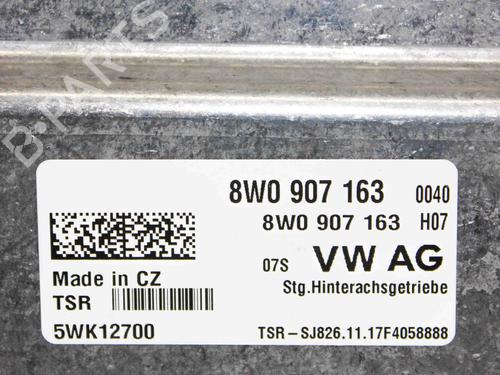 B-PARTS
8W0 907 163 0040
8W0 907 163 H07
07S VW AG
Made in CZ
TSR
Stg.Hinterachsgetriebe
5WK12700
TSR-SJ826.11.17F4058888